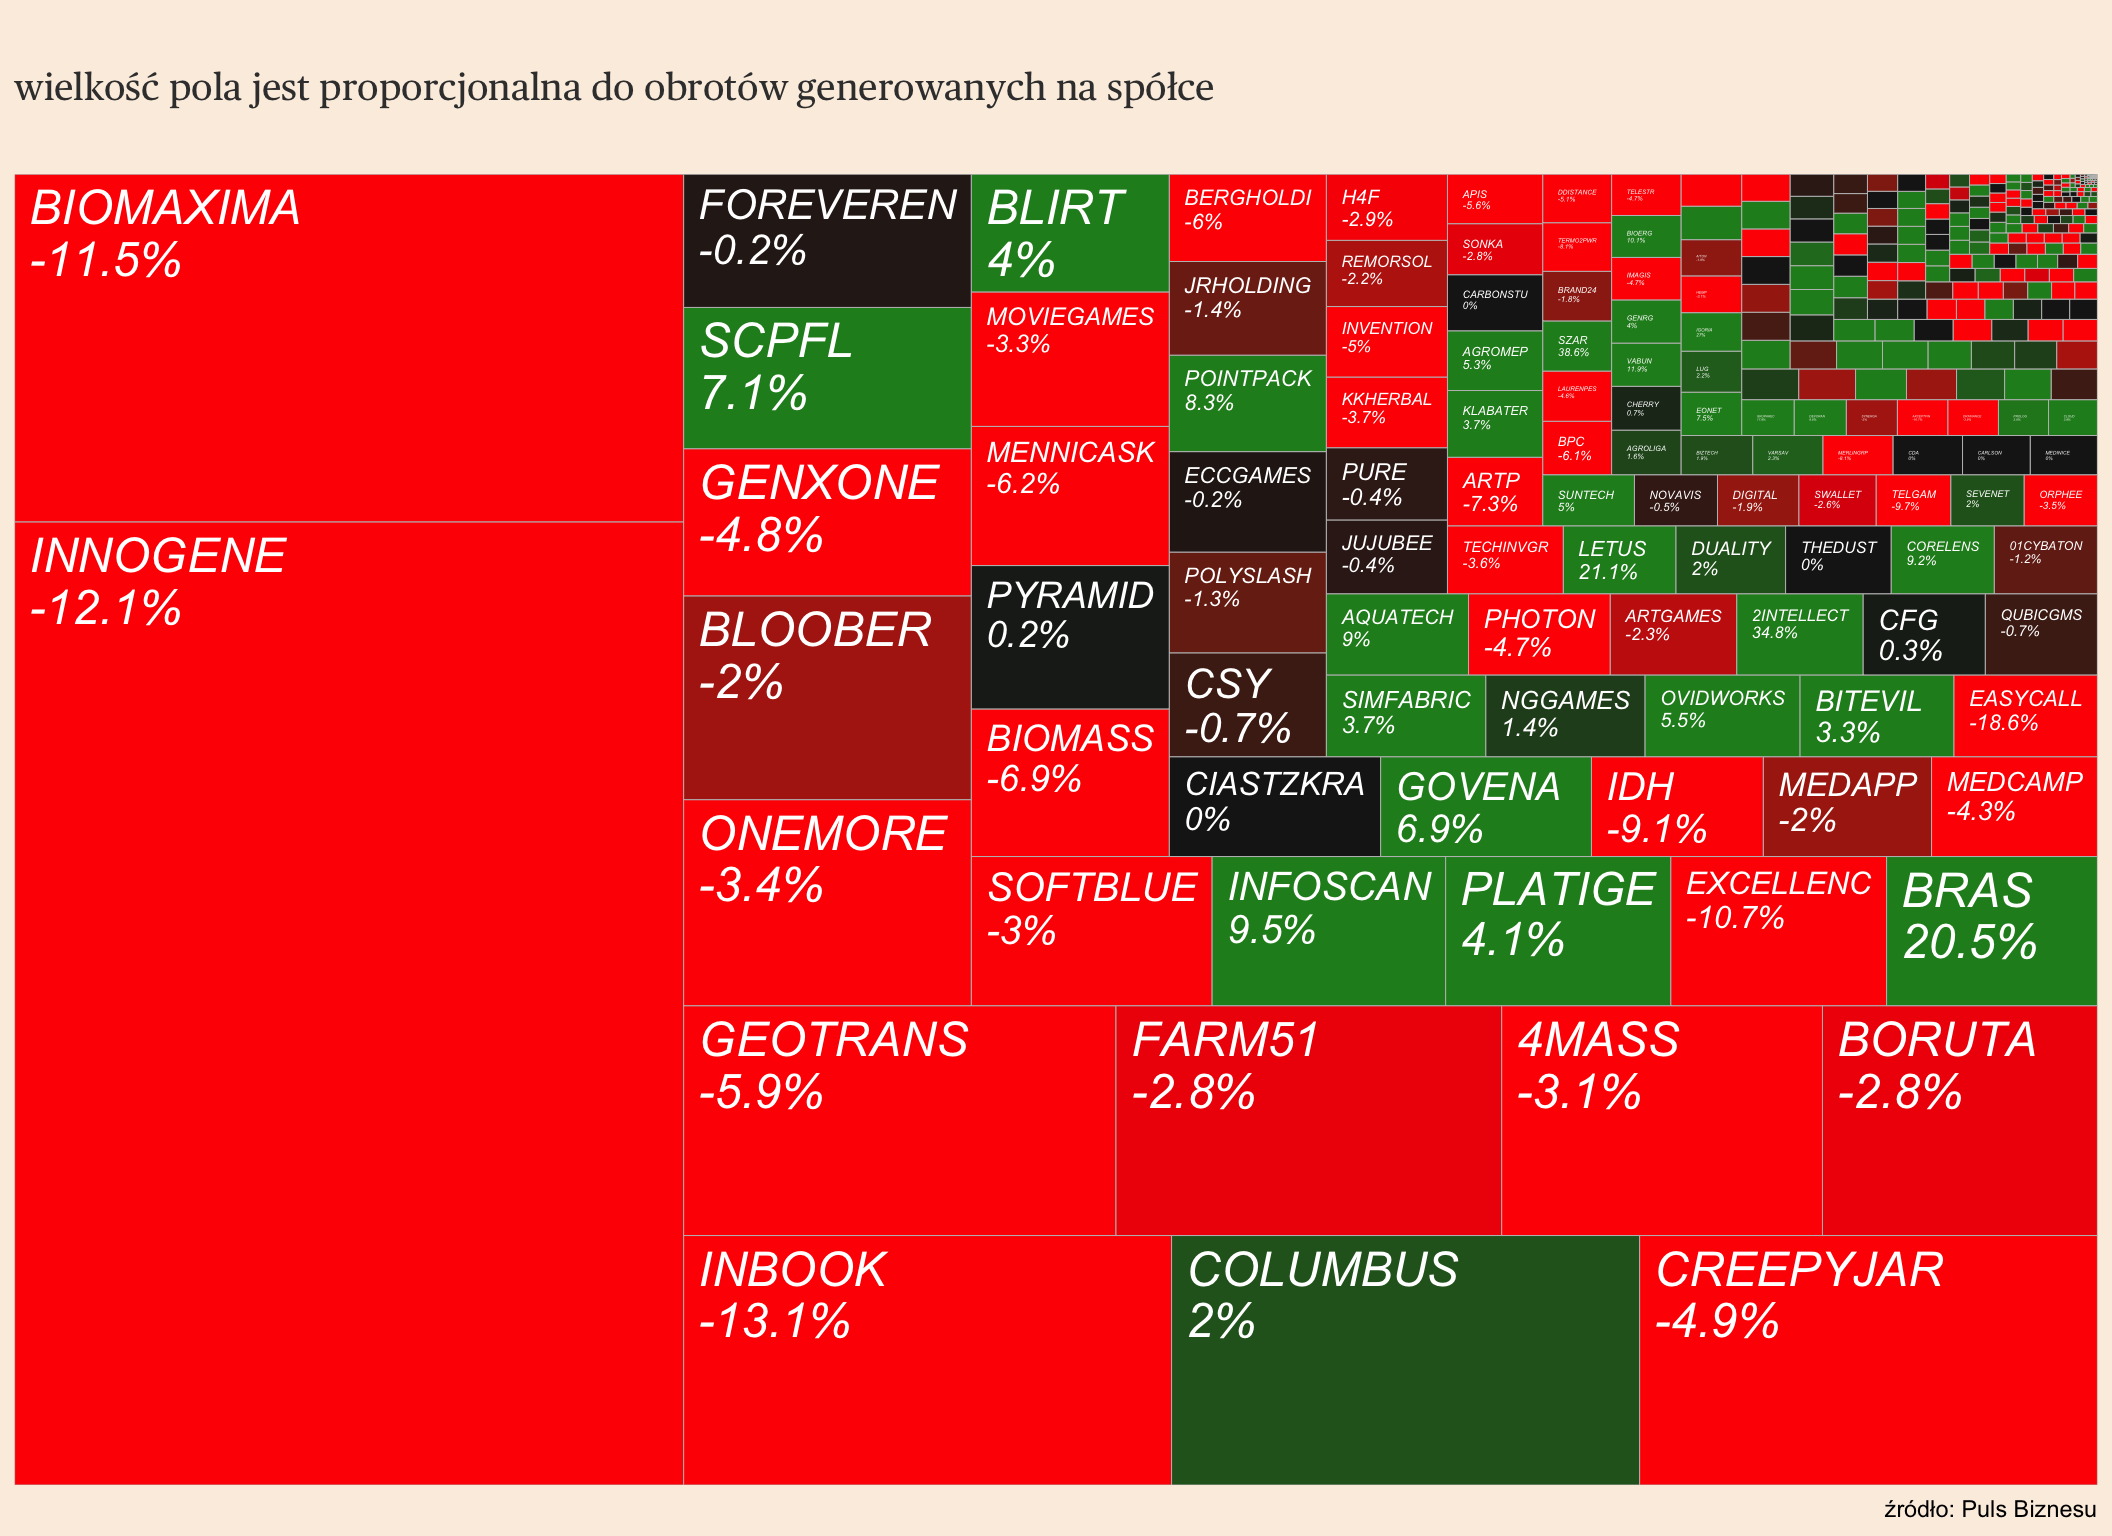 wielkość pola jest proporcjonalna do obrotów generowanych na spółce
BIOMAXIMA
-11.5%
INNOGENE
-12.1%
FOREVEREN
-0.2%
SCPFL
7.1%
GENXONE
-4.8%
BLOOBER
-2%
ONEMORE
-3.4%
BLIRT
4%
MOVIEGAMES
-3.3%
MENNICASK
-6.2%
PYRAMID
0.2%
BIOMASS
-6.9%
BERGHOLDI
-6%
JRHOLDING
-1.4%
POINTPACK
8.3%
ECCGAMES
-0.2%
POLYSLASH
-1.3%
CSY
-0.7%
H4F
-2.9%
REMORSOL
-2.2%
INVENTION
-5%
KKHERBAL
-3.7%
PURE
-0.4%
JUJUBEE
-0.4%
APIS
-5.6%
SONKA
-2.8%
CARBONSTU
0%
AGROMEP
5.3%
KLABATER
3.7%
ARTP
-7.3%
DDISTANCE
-5.1%
TERMO2PWR
-8.1%
BRAND24
-1.8%
SZAR
38.6%
LAURENPES
-4.6%
BPC
-6.1%
TELESTR
-4.7%
BIOERG
10.1%
IMAGIS
-4.7%
GENRG
4%
VABUN
11.9%
CHERRY
0.7%
AGROLIGA
1.6%
LUG
2.2%
EONET
7.5%
BIZTECH
1.9%
VARSAV
2.3%
MERLINGRP
-6.1%
CDA
0%
CARLSON
0%
MEDNICE
0%
SUNTECH
5%
NOVAVIS
-0.5%
DIGITAL
-1.9%
SWALLET
-2.6%
TELGAM
-9.7%
SEVENET
2%
ORPHEE
-3.5%
TECHINVGR
-3.6%
LETUS
21.1%
DUALITY
2%
THEDUST
0%
CORELENS
9.2%
01CYBATON
-1.2%
AQUATECH
9%
PHOTON
-4.7%
ARTGAMES
-2.3%
2INTELLECT
34.8%
CFG
0.3%
QUBICGMS
-0.7%
SIMFABRIC
3.7%
NGGAMES
1.4%
OVIDWORKS
5.5%
BITEVIL
3.3%
EASYCALL
-18.6%
CIASTZKRA
0%
GOVENA
6.9%
IDH
-9.1%
MEDAPP
-2%
MEDCAMP
-4.3%
SOFTBLUE
-3%
INFOSCAN
9.5%
PLATIGE
4.1%
EXCELLENC
-10.7%
BRAS
20.5%
GEOTRANS
-5.9%
FARM51
-2.8%
4MASS
-3.1%
BORUTA
-2.8%
INBOOK
-13.1%
COLUMBUS
2%
CREEPYJAR
-4.9%
źródło: Puls Biznesu